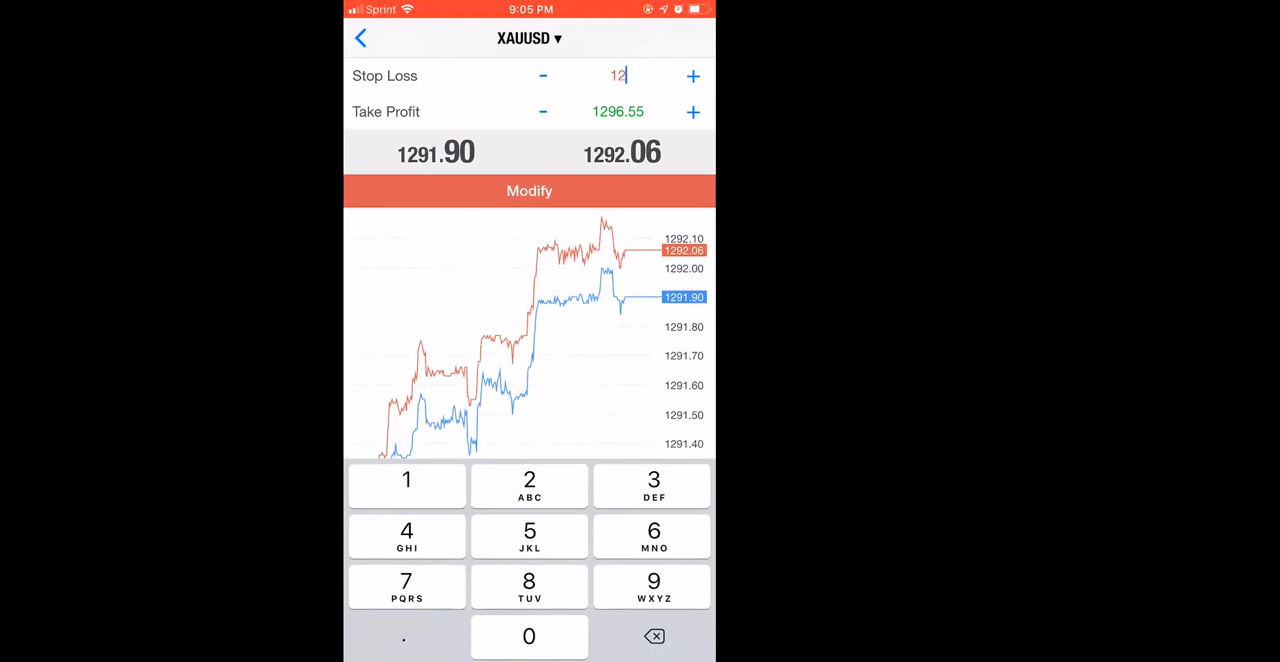 Sprint 9:05 PM
XAUUSD ▼
Stop Loss - 12 +
Take Profit - 1296.55 +
1291.90 1292.06
Modify
1292.10
1292.06
1292.00
1291.90
1291.80
1291.70
1291.60
1291.50
1291.40
1 2 3
ABC DEF
4 5 6
GHI JKL MNO
7 8 9
PQRS TUV WXYZ
. 0